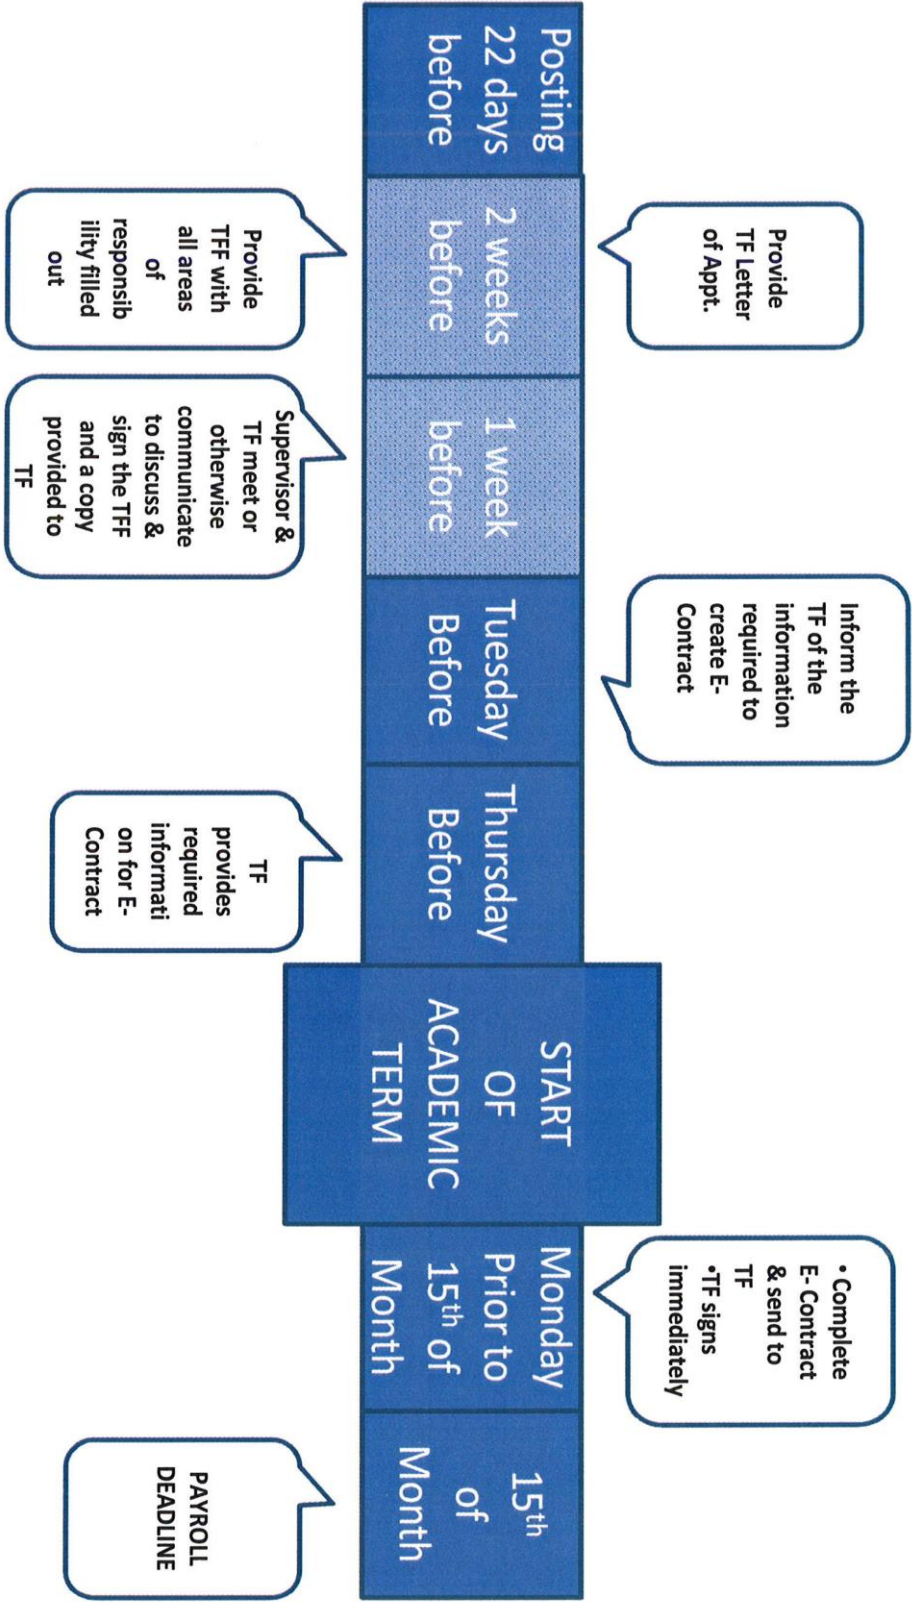 Provide
TF Letter
of Appt.
Inform the
TF of the
information
required to
create E-
Contract
• Complete
E- Contract
& send to
TF
•TF signs
immediately
Posting
22 days
before
2 weeks
before
1 week
before
Tuesday
Before
Thursday
Before
START
OF
ACADEMIC
TERM
Monday
Prior to
15th of
Month
15th
of
Month
Provide
TFF with
all areas
of
responsib
ility filled
out
Supervisor &
TF meet or
otherwise
communicate
to discuss &
sign the TFF
and a copy
provided to
TF
TF
provides
required
informati
on for E-
Contract
PAYROLL
DEADLINE